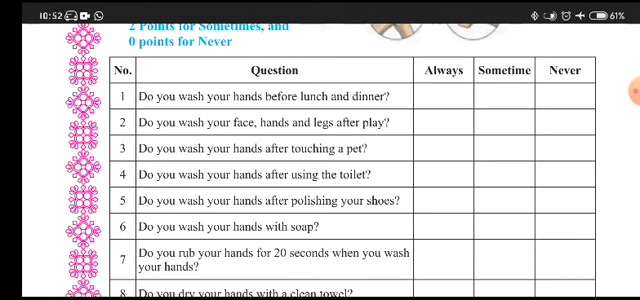 10:52
61%
2 Points for Sometimes, and
0 points for Never
No. Question Always Sometime Never
1 Do you wash your hands before lunch and dinner?
2 Do you wash your face, hands and legs after play?
3 Do you wash your hands after touching a pet?
4 Do you wash your hands after using the toilet?
5 Do you wash your hands after polishing your shoes?
6 Do you wash your hands with soap?
7 Do you rub your hands for 20 seconds when you wash
your hands?
8 Do you dry your hands with a clean towel?